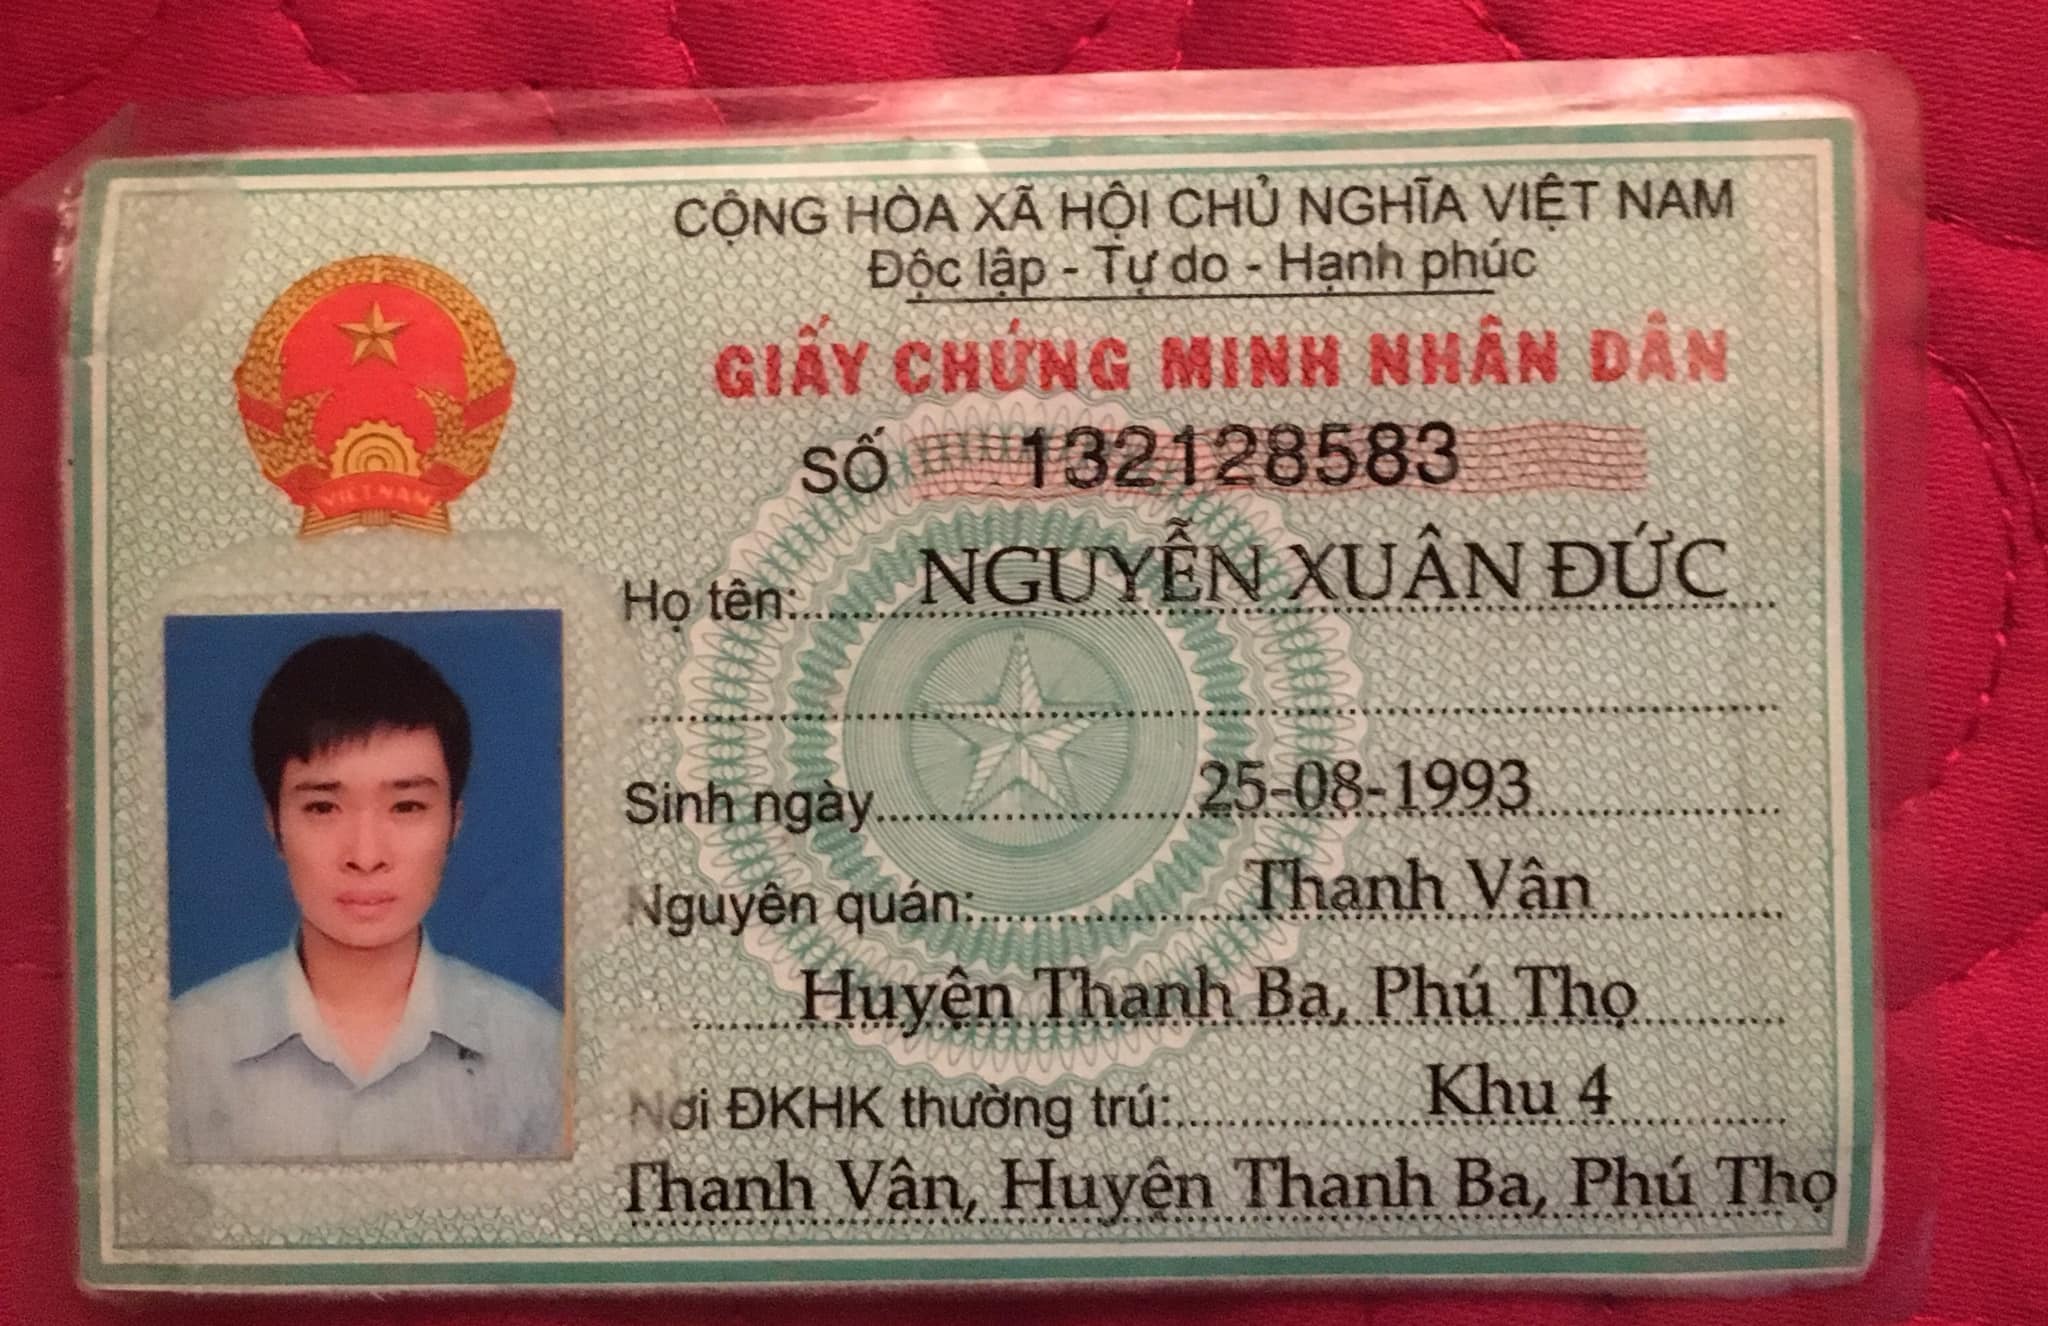 CỘNG HÒA XÃ HỘI CHỦ NGHĨA VIỆT NAM
Độc lập - Tự do - Hạnh phúc
GIẤY CHỨNG MINH NHÂN DÂN
SỐ 132128583
VIỆT NAM
Họ tên: NGUYỄN XUÂN ĐỨC
Sinh ngày 25-08-1993
Nguyên quán: Thanh Vân
Huyện Thanh Ba, Phú Thọ
Nơi ĐKHK thường trú: Khu 4
Thanh Vân, Huyện Thanh Ba, Phú Thọ